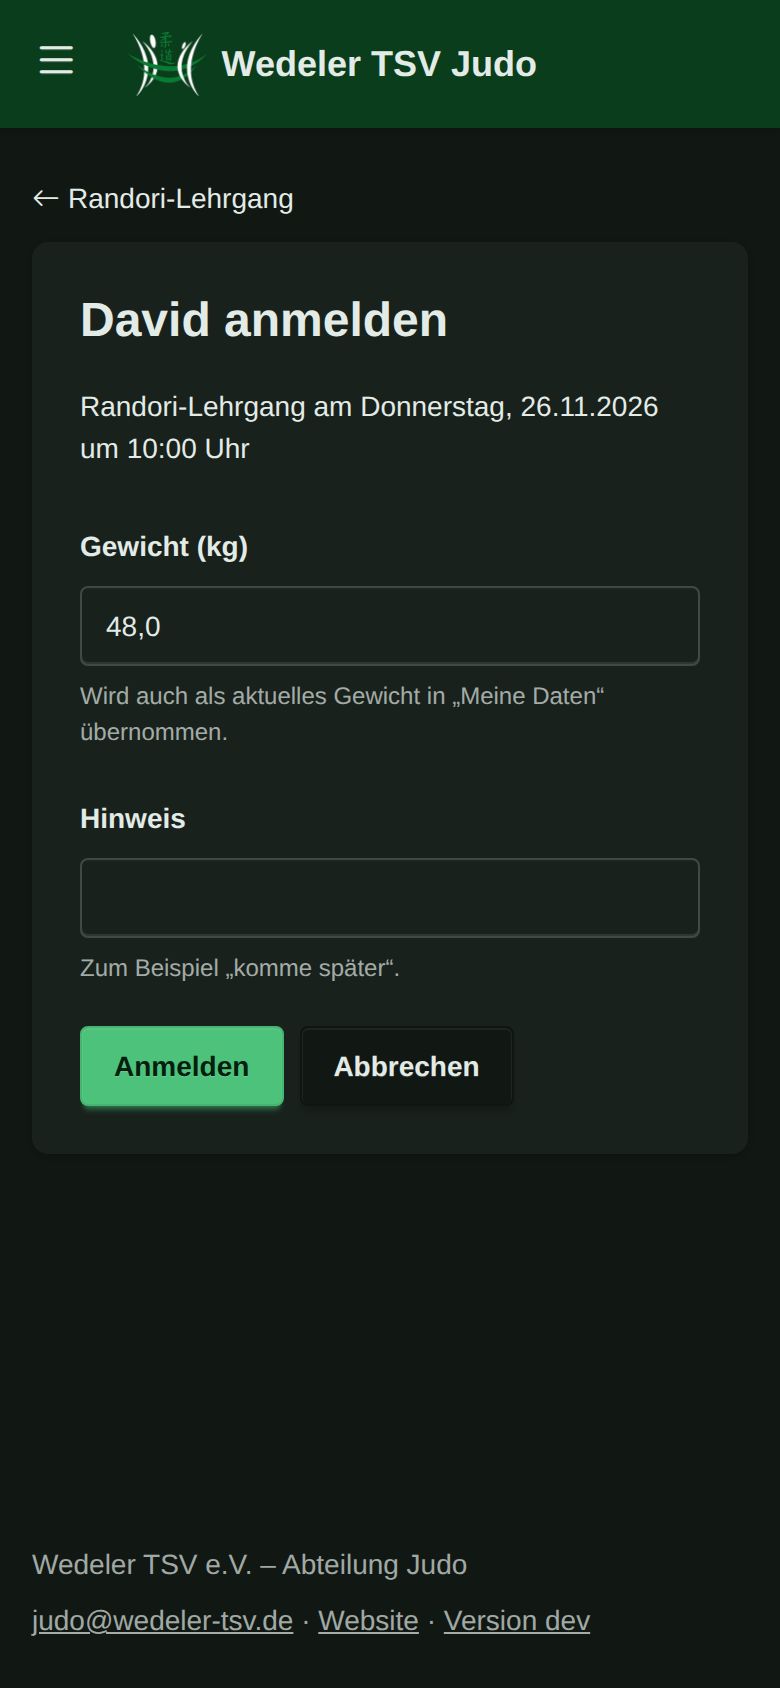 柔道
Wedeler TSV Judo
← Randori-Lehrgang
David anmelden
Randori-Lehrgang am Donnerstag, 26.11.2026
um 10:00 Uhr
Gewicht (kg)
48,0
Wird auch als aktuelles Gewicht in „Meine Daten“
übernommen.
Hinweis
Zum Beispiel „komme später“.
Anmelden
Abbrechen
Wedeler TSV e.V. – Abteilung Judo
judo@wedeler-tsv.de · Website · Version dev